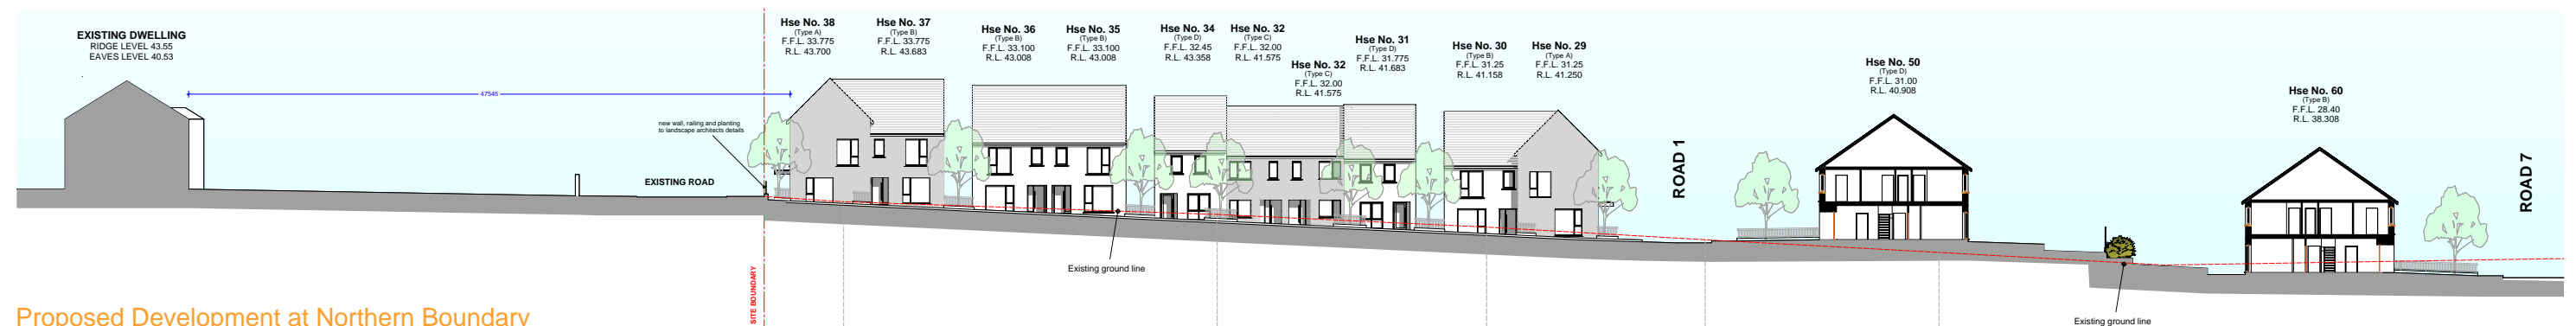 EXISTING DWELLING
RIDGE LEVEL 43.55
EAVES LEVEL 40.53
47545
new wall, railing and planting
to landscape architects details
EXISTING ROAD
SITE BOUNDARY
Hse No. 38
(Type A)
F.F.L. 33.775
R.L. 43.700
Hse No. 37
(Type B)
F.F.L. 33.775
R.L. 43.683
Hse No. 36
(Type B)
F.F.L. 33.100
R.L. 43.008
Hse No. 35
(Type B)
F.F.L. 33.100
R.L. 43.008
Hse No. 34
(Type D)
F.F.L. 32.45
R.L. 43.358
Hse No. 32
(Type C)
F.F.L. 32.00
R.L. 41.575
Hse No. 32
(Type C)
F.F.L. 32.00
R.L. 41.575
Hse No. 31
(Type D)
F.F.L. 31.775
R.L. 41.683
Hse No. 30
(Type B)
F.F.L. 31.25
R.L. 41.158
Hse No. 29
(Type A)
F.F.L. 31.25
R.L. 41.250
Existing ground line
ROAD 1
Hse No. 50
(Type D)
F.F.L. 31.00
R.L. 40.908
Hse No. 60
(Type B)
F.F.L. 28.40
R.L. 38.308
ROAD 7
Existing ground line
Proposed Development at Northern Boundary